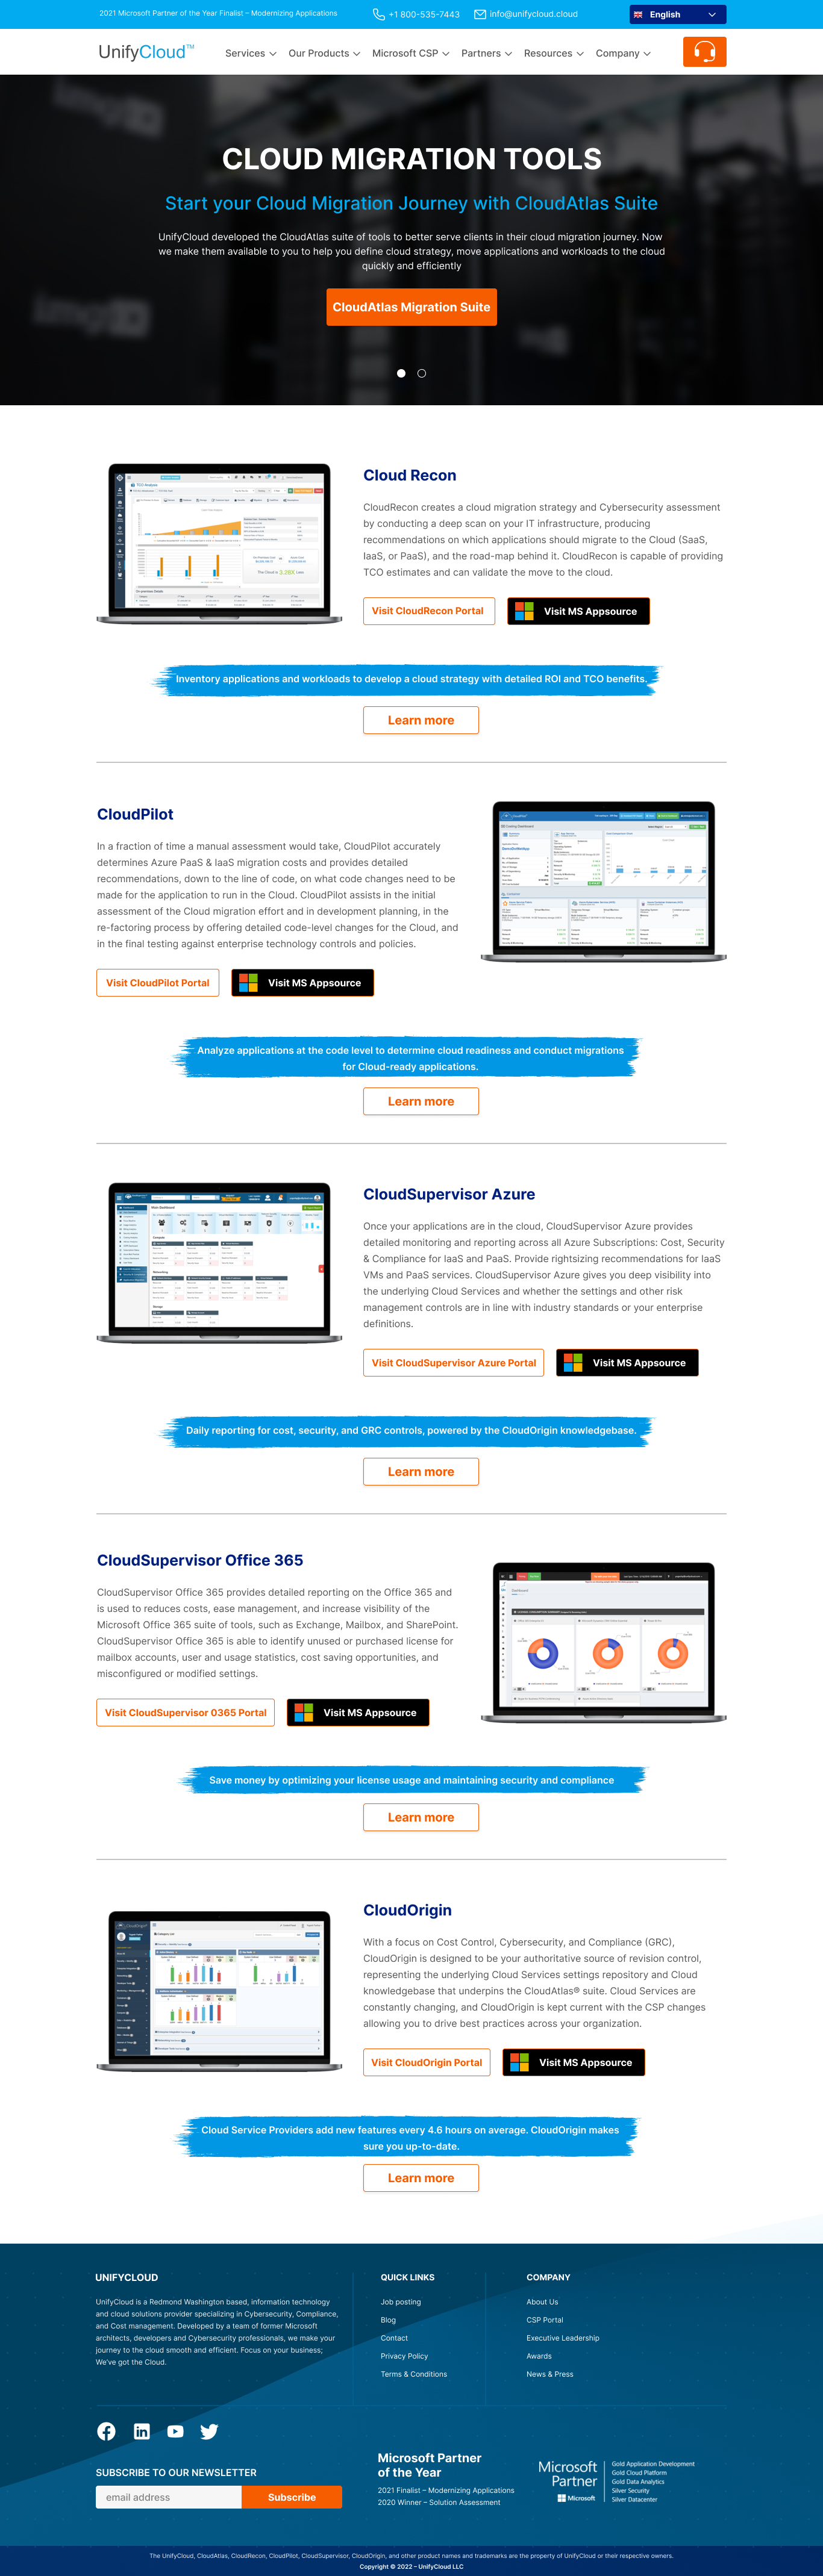 2021 Microsoft Partner of the Year Finalist – Modernizing Applications
+1 800-535-7443
info@unifycloud.cloud
English
UnifyCloud™
Services
Our Products
Microsoft CSP
Partners
Resources
Company
CLOUD MIGRATION TOOLS
Start your Cloud Migration Journey with CloudAtlas Suite
UnifyCloud developed the CloudAtlas suite of tools to better serve clients in their cloud migration journey. Now
we make them available to you to help you define cloud strategy, move applications and workloads to the cloud
quickly and efficiently
CloudAtlas Migration Suite
Cloud Recon
CloudRecon creates a cloud migration strategy and Cybersecurity assessment
by conducting a deep scan on your IT infrastructure, producing
recommendations on which applications should migrate to the Cloud (SaaS,
IaaS, or PaaS), and the road-map behind it. CloudRecon is capable of providing
TCO estimates and can validate the move to the cloud.
Visit CloudRecon Portal
Visit MS Appsource
Inventory applications and workloads to develop a cloud strategy with detailed ROI and TCO benefits.
Learn more
CloudPilot
In a fraction of time a manual assessment would take, CloudPilot accurately
determines Azure PaaS & IaaS migration costs and provides detailed
recommendations, down to the line of code, on what code changes need to be
made for the application to run in the Cloud. CloudPilot assists in the initial
assessment of the Cloud migration effort and in development planning, in the
re-factoring process by offering detailed code-level changes for the Cloud, and
in the final testing against enterprise technology controls and policies.
Visit CloudPilot Portal
Visit MS Appsource
Analyze applications at the code level to determine cloud readiness and conduct migrations
for Cloud-ready applications.
Learn more
CloudSupervisor Azure
Once your applications are in the cloud, CloudSupervisor Azure provides
detailed monitoring and reporting across all Azure Subscriptions: Cost, Security
& Compliance for IaaS and PaaS. Provide rightsizing recommendations for IaaS
VMs and PaaS services. CloudSupervisor Azure gives you deep visibility into
the underlying Cloud Services and whether the settings and other risk
management controls are in line with industry standards or your enterprise
definitions.
Visit CloudSupervisor Azure Portal
Visit MS Appsource
Daily reporting for cost, security, and GRC controls, powered by the CloudOrigin knowledgebase.
Learn more
CloudSupervisor Office 365
CloudSupervisor Office 365 provides detailed reporting on the Office 365 and
is used to reduces costs, ease management, and increase visibility of the
Microsoft Office 365 suite of tools, such as Exchange, Mailbox, and SharePoint.
CloudSupervisor Office 365 is able to identify unused or purchased license for
mailbox accounts, user and usage statistics, cost saving opportunities, and
misconfigured or modified settings.
Visit CloudSupervisor 0365 Portal
Visit MS Appsource
Save money by optimizing your license usage and maintaining security and compliance
Learn more
CloudOrigin
With a focus on Cost Control, Cybersecurity, and Compliance (GRC),
CloudOrigin is designed to be your authoritative source of revision control,
representing the underlying Cloud Services settings repository and Cloud
knowledgebase that underpins the CloudAtlas® suite. Cloud Services are
constantly changing, and CloudOrigin is kept current with the CSP changes
allowing you to drive best practices across your organization.
Visit CloudOrigin Portal
Visit MS Appsource
Cloud Service Providers add new features every 4.6 hours on average. CloudOrigin makes
sure you up-to-date.
Learn more
UNIFYCLOUD
UnifyCloud is a Redmond Washington based, information technology
and cloud solutions provider specializing in Cybersecurity, Compliance,
and Cost management. Developed by a team of former Microsoft
architects, developers and Cybersecurity professionals, we make your
journey to the cloud smooth and efficient. Focus on your business;
We've got the Cloud.
QUICK LINKS
Job posting
Blog
Contact
Privacy Policy
Terms & Conditions
COMPANY
About Us
CSP Portal
Executive Leadership
Awards
News & Press
SUBSCRIBE TO OUR NEWSLETTER
email address
Subscribe
Microsoft Partner
of the Year
2021 Finalist – Modernizing Applications
2020 Winner – Solution Assessment
Microsoft
Partner
Microsoft
Gold Application Development
Gold Cloud Platform
Gold Data Analytics
Silver Security
Silver Datacenter
The UnifyCloud, CloudAtlas, CloudRecon, CloudPilot, CloudSupervisor, CloudOrigin, and other product names and trademarks are the property of UnifyCloud or their respective owners.
Copyright © 2022 – UnifyCloud LLC